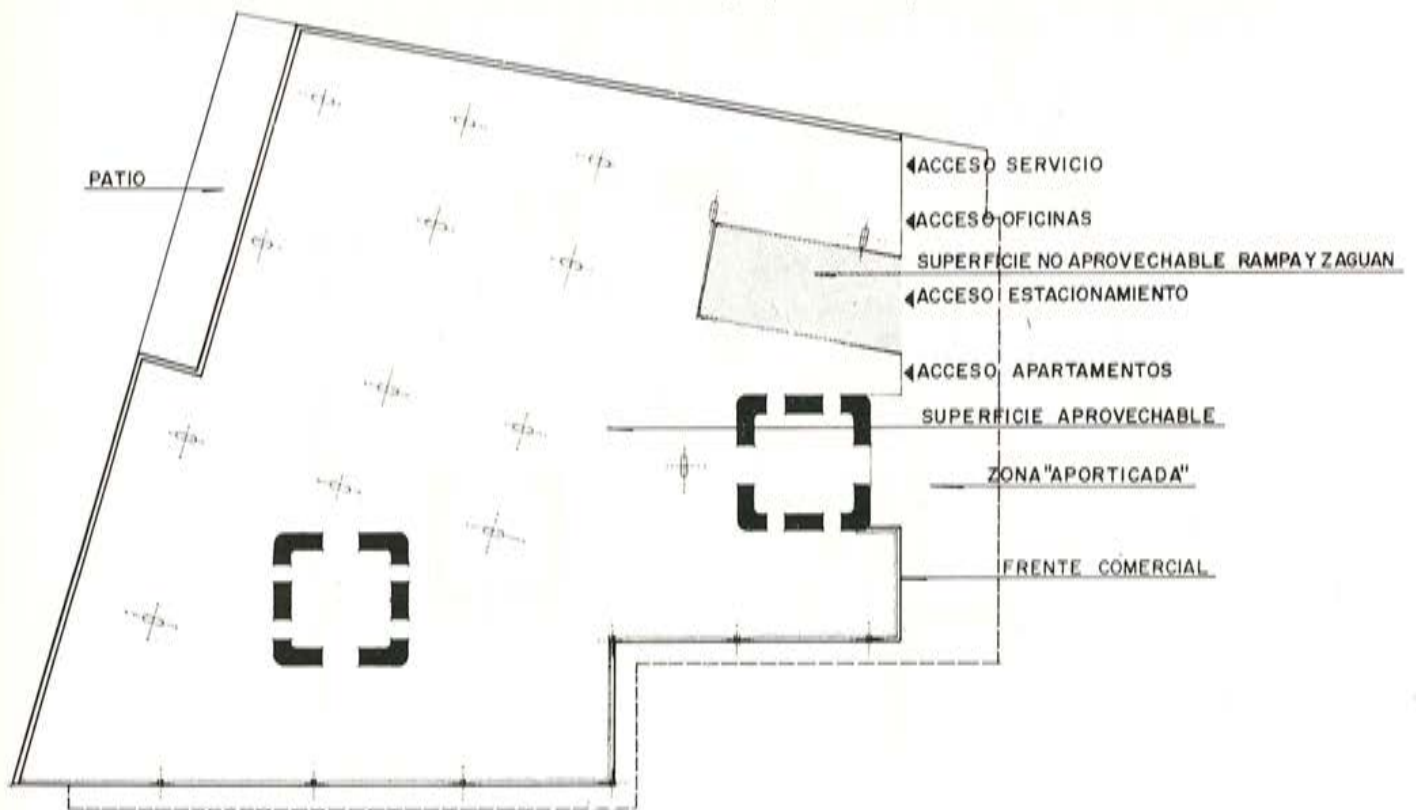 PATIO
ACCESO SERVICIO
ACCESO OFICINAS
SUPERFICIE NO APROVECHABLE RAMPA Y ZAGUAN
ACCESO ESTACIONAMIENTO
ACCESO APARTAMENTOS
SUPERFICIE APROVECHABLE
ZONA "APORTICADA"
FRENTE COMERCIAL